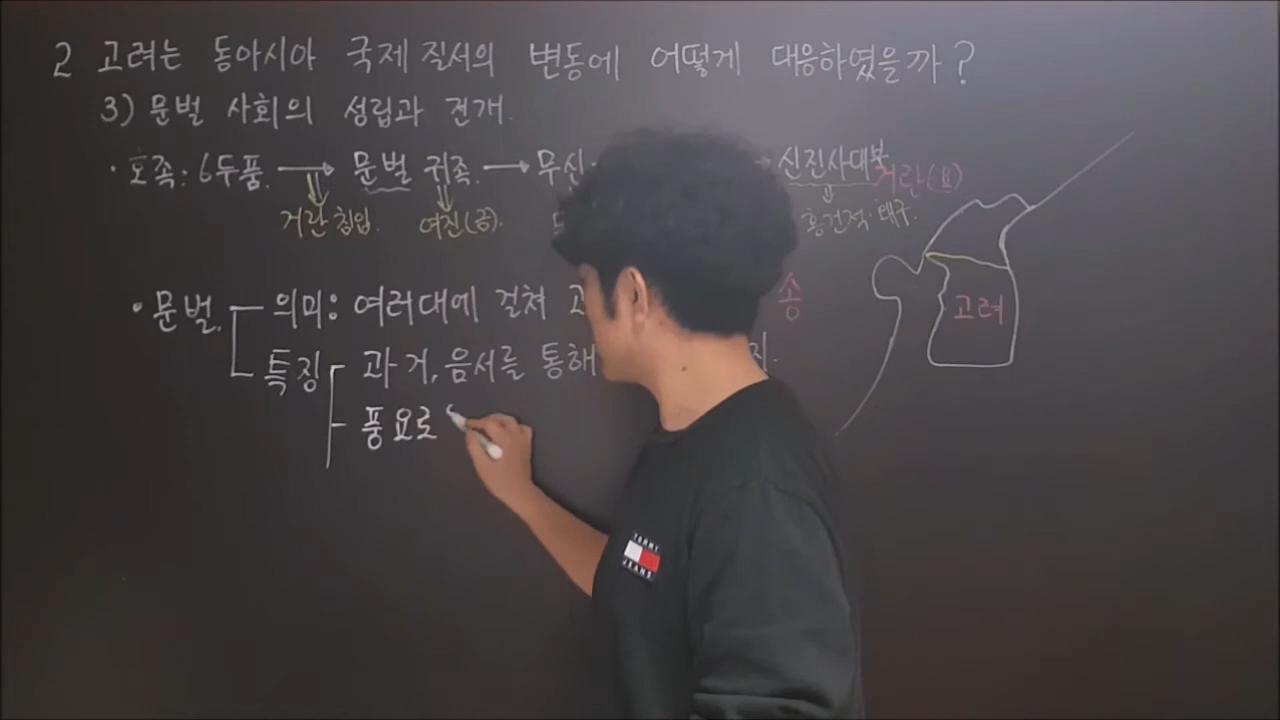 2 고려는 동아시아 국제질서의 변동에 어떻게 대응하였을까?
3) 문벌 사회의 성립과 전개.
· 호족: 6두품. → 문벌 귀족. → 무신 → 신진사대부
거란(요)
거란 침입. 여진(금). 홍건적·왜구.
· 문벌. 의미: 여러대에 걸쳐 고
송
고려
특징 과거, 음서를 통해 지.
풍요로
TOMMY
JEANS